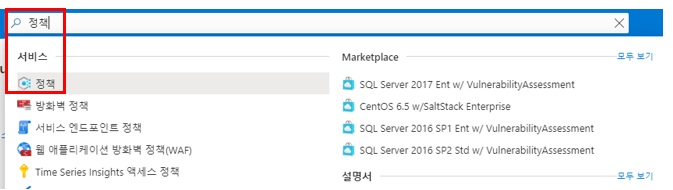 정책
서비스
정책
방화벽 정책
서비스 엔드포인트 정책
웹 애플리케이션 방화벽 정책(WAF)
Time Series Insights 액세스 정책
Marketplace 모두 보기
SQL Server 2017 Ent w/ VulnerabilityAssessment
CentOS 6.5 w/SaltStack Enterprise
SQL Server 2016 SP1 Ent w/ VulnerabilityAssessment
SQL Server 2016 SP2 Std w/ VulnerabilityAssessment
설명서 모두 보기